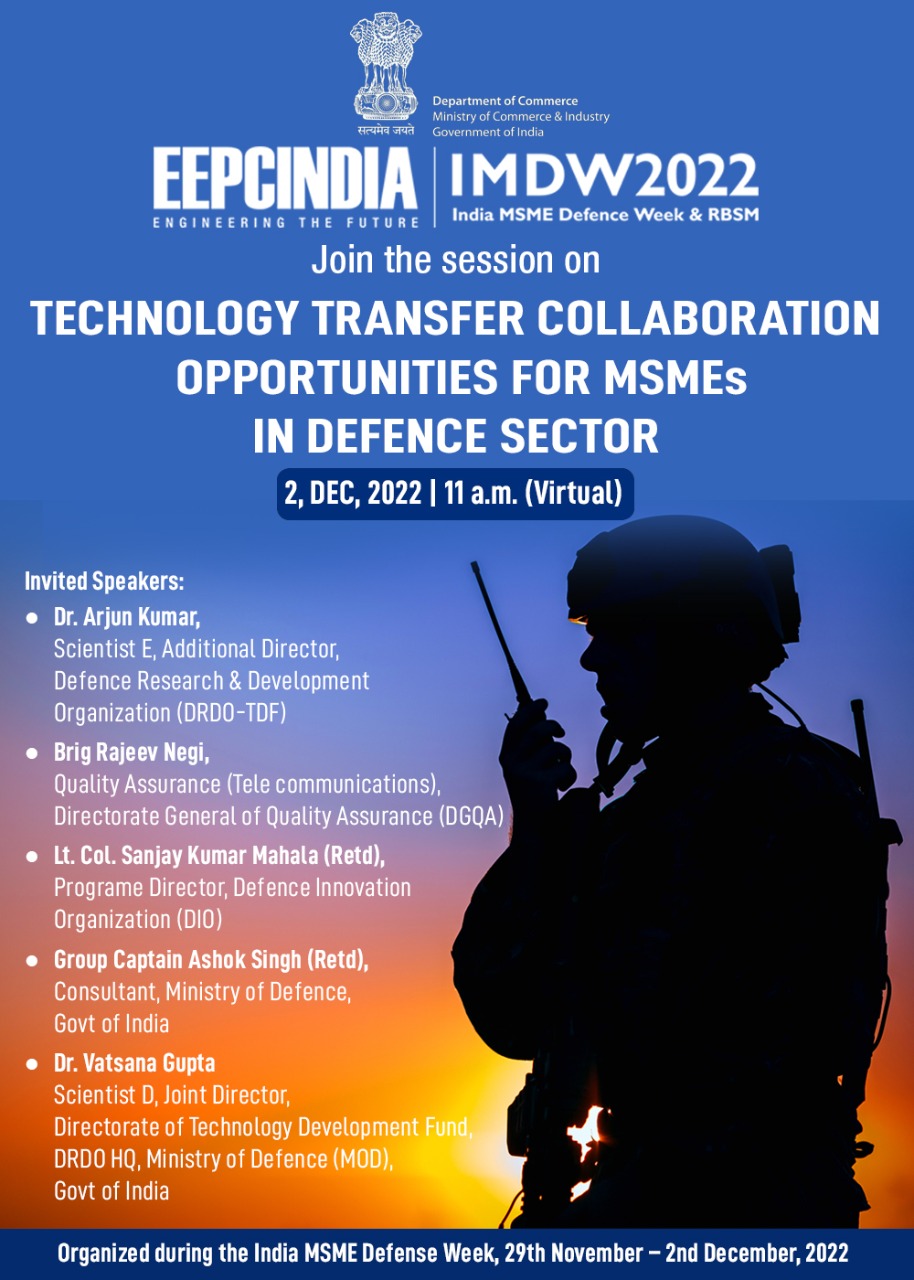 सत्यमेव जयते
Department of Commerce
Ministry of Commerce & Industry
Government of India
EEPCINDIA
ENGINEERING THE FUTURE
IMDW2022
India MSME Defence Week & RBSM
Join the session on
TECHNOLOGY TRANSFER COLLABORATION
OPPORTUNITIES FOR MSMEs
IN DEFENCE SECTOR
2, DEC, 2022 | 11 a.m. (Virtual)
Invited Speakers:
● Dr. Arjun Kumar,
Scientist E, Additional Director,
Defence Research & Development
Organization (DRDO-TDF)
● Brig Rajeev Negi,
Quality Assurance (Tele communications),
Directorate General of Quality Assurance (DGQA)
● Lt. Col. Sanjay Kumar Mahala (Retd),
Programe Director, Defence Innovation
Organization (DIO)
● Group Captain Ashok Singh (Retd),
Consultant, Ministry of Defence,
Govt of India
● Dr. Vatsana Gupta
Scientist D, Joint Director,
Directorate of Technology Development Fund,
DRDO HQ, Ministry of Defence (MOD),
Govt of India
Organized during the India MSME Defense Week, 29th November – 2nd December, 2022